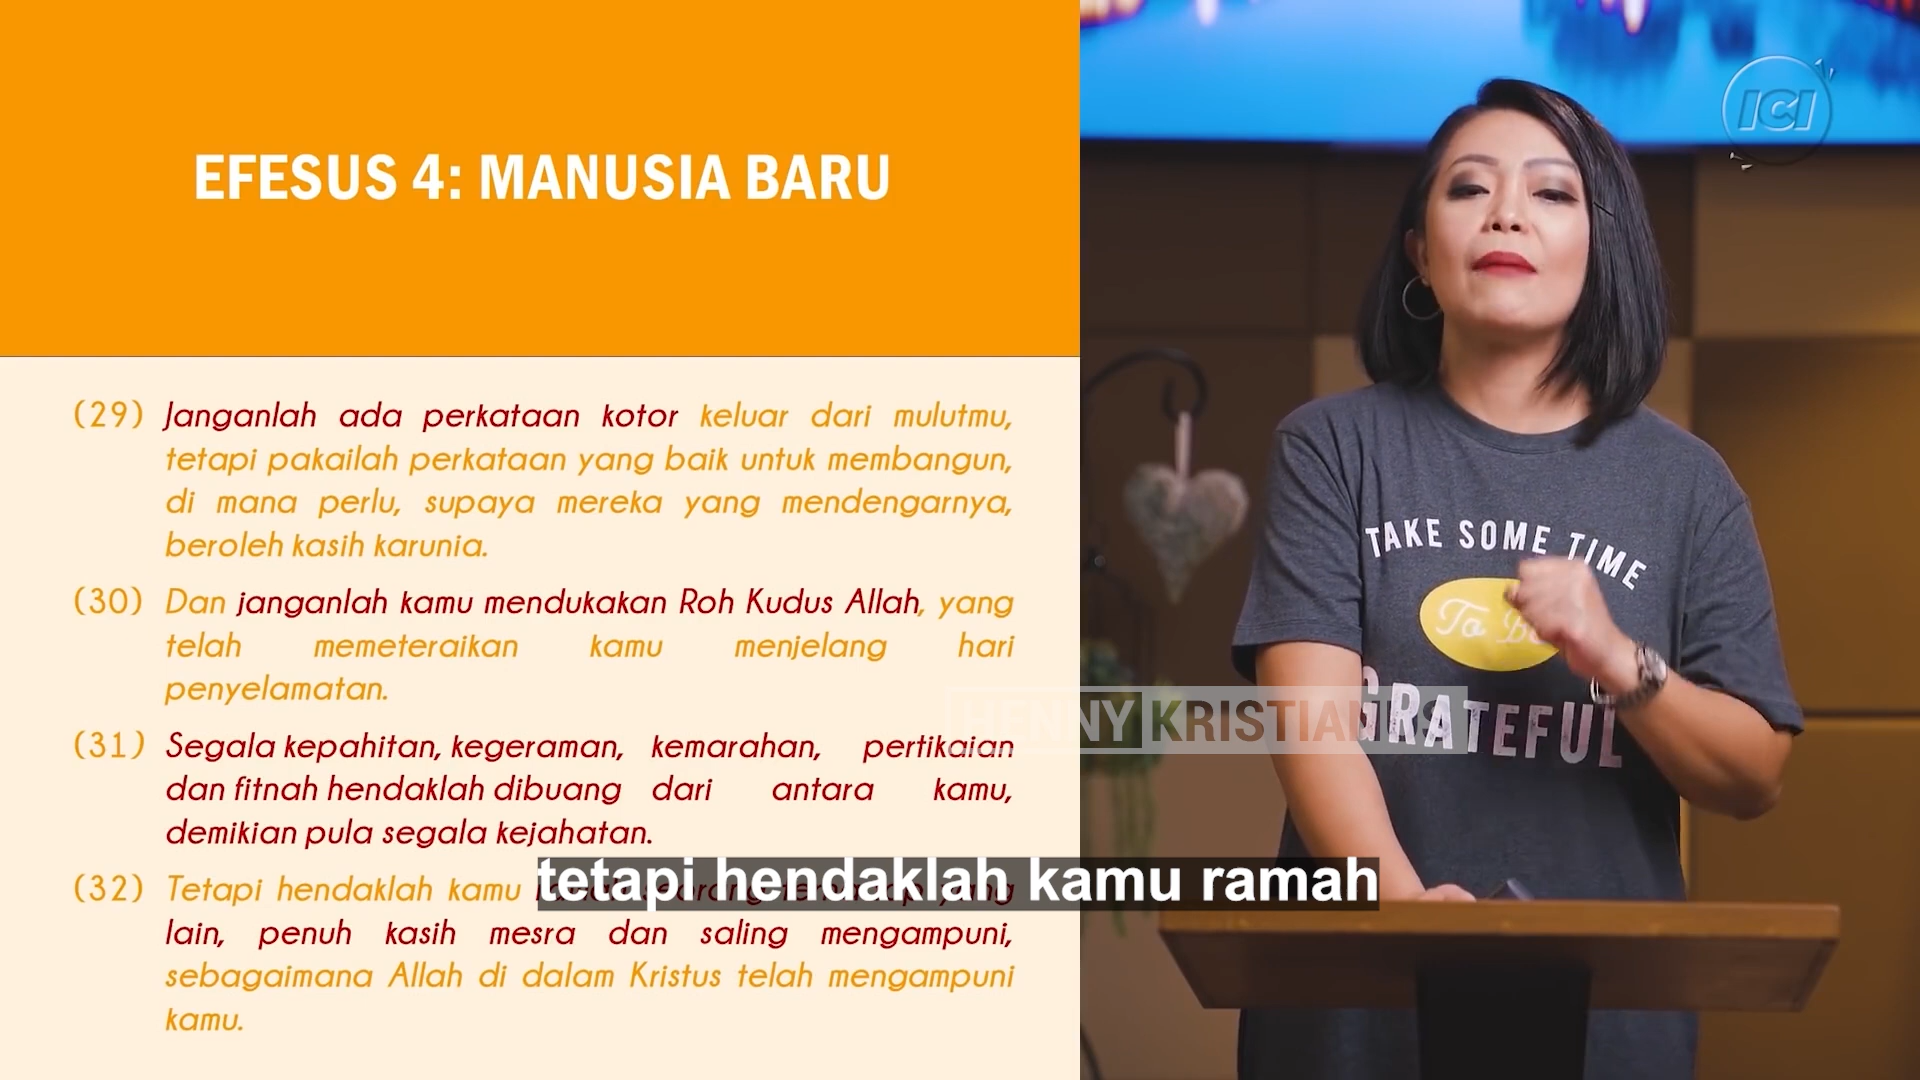 EFESUS 4: MANUSIA BARU
(29) Janganlah ada perkataan kotor keluar dari mulutmu,
tetapi pakailah perkataan yang baik untuk membangun,
di mana perlu, supaya mereka yang mendengarnya,
beroleh kasih karunia.
(30) Dan janganlah kamu mendukakan Roh Kudus Allah, yang
telah memeteraikan kamu menjelang hari
penyelamatan.
(31) Segala kepahitan, kegeraman, kemarahan, pertikaian
dan fitnah hendaklah dibuang dari antara kamu,
demikian pula segala kejahatan.
(32) Tetapi hendaklah kamu
lain, penuh kasih mesra dan saling mengampuni,
sebagaimana Allah di dalam Kristus telah mengampuni
kamu.
tetapi hendaklah kamu ramah
ICI
TAKE SOME TIME
To
GRATEFUL
HENNY